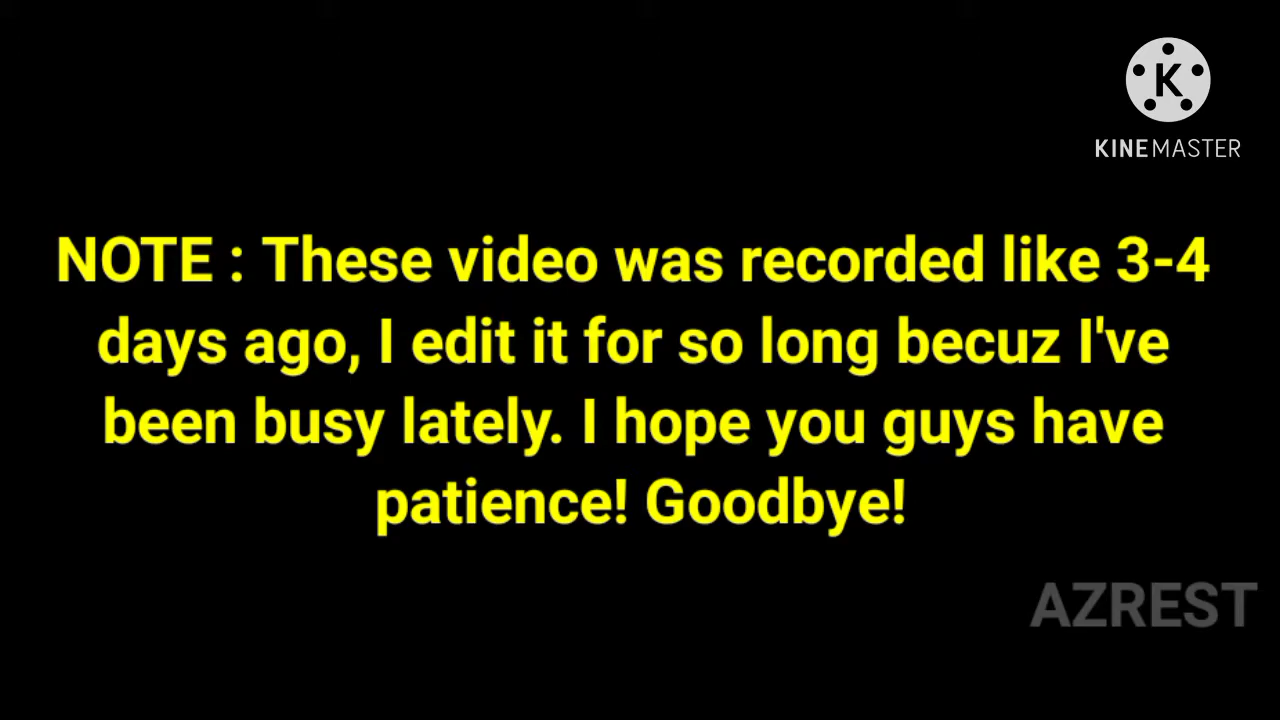 K
KINEMASTER
NOTE : These video was recorded like 3-4
days ago, I edit it for so long becuz I've
been busy lately. I hope you guys have
patience! Goodbye!
AZREST